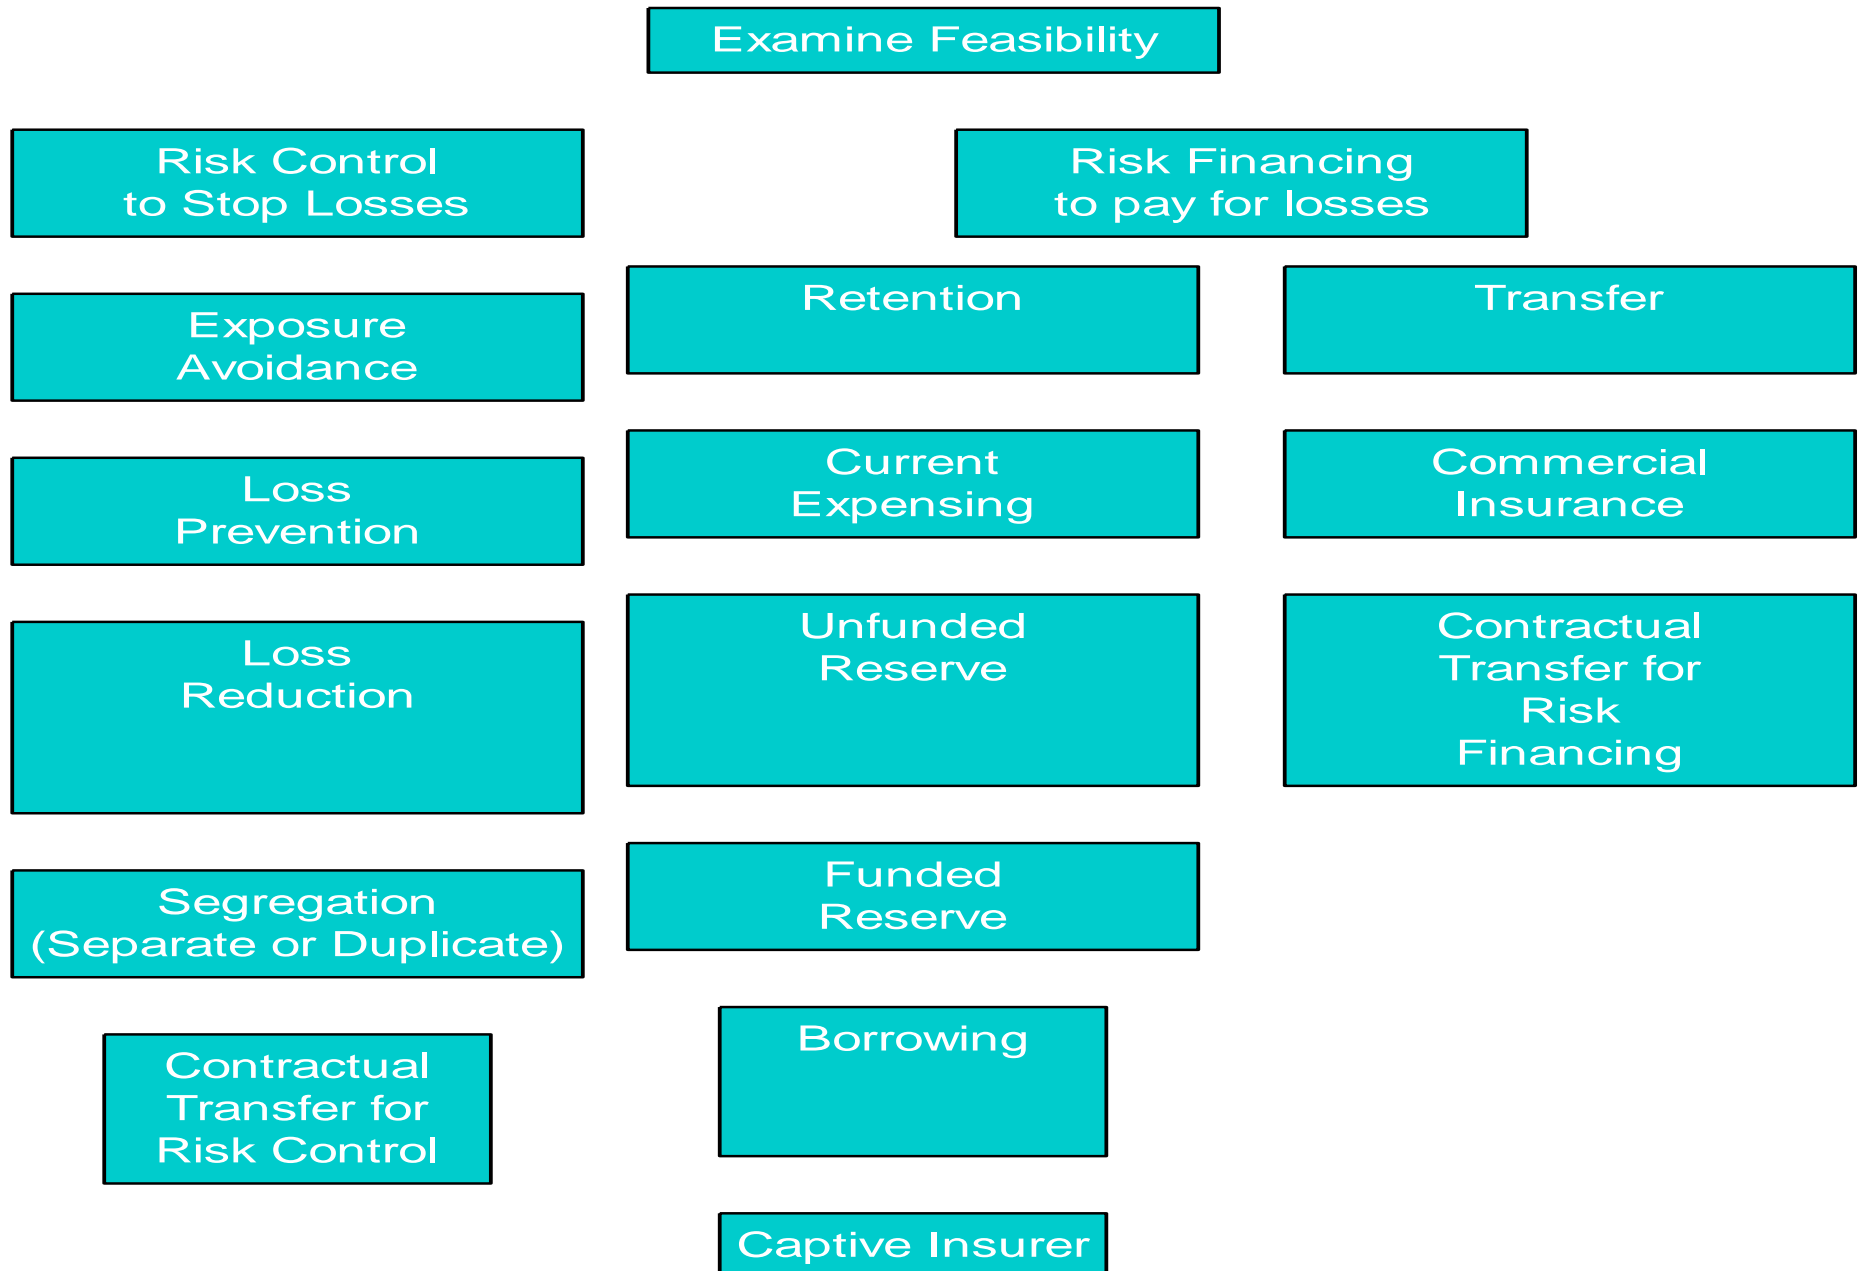 Examine Feasibility
Risk Control
to Stop Losses
Exposure
Avoidance
Loss
Prevention
Loss
Reduction
Segregation
(Separate or Duplicate)
Contractual
Transfer for
Risk Control
Risk Financing
to pay for losses
Retention
Current
Expensing
Unfunded
Reserve
Funded
Reserve
Borrowing
Captive Insurer
Transfer
Commercial
Insurance
Contractual
Transfer for
Risk
Financing